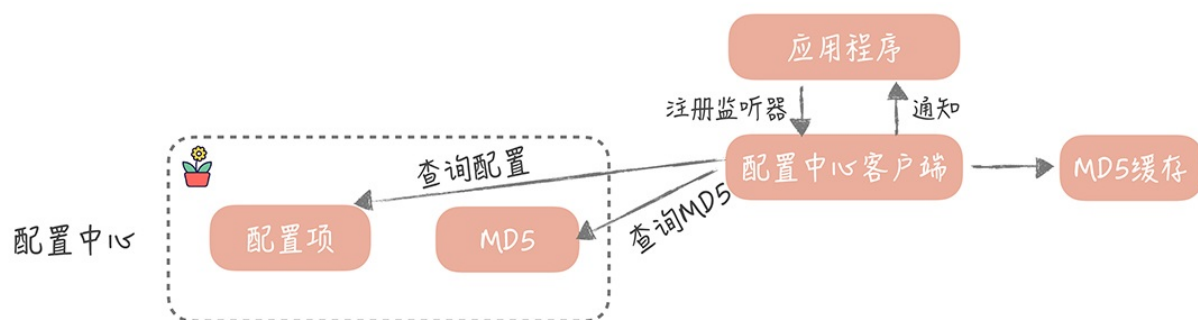 应用程序
注册监听器
通知
查询配置
配置中心客户端
MD5缓存
查询MD5
配置中心
配置项
MD5